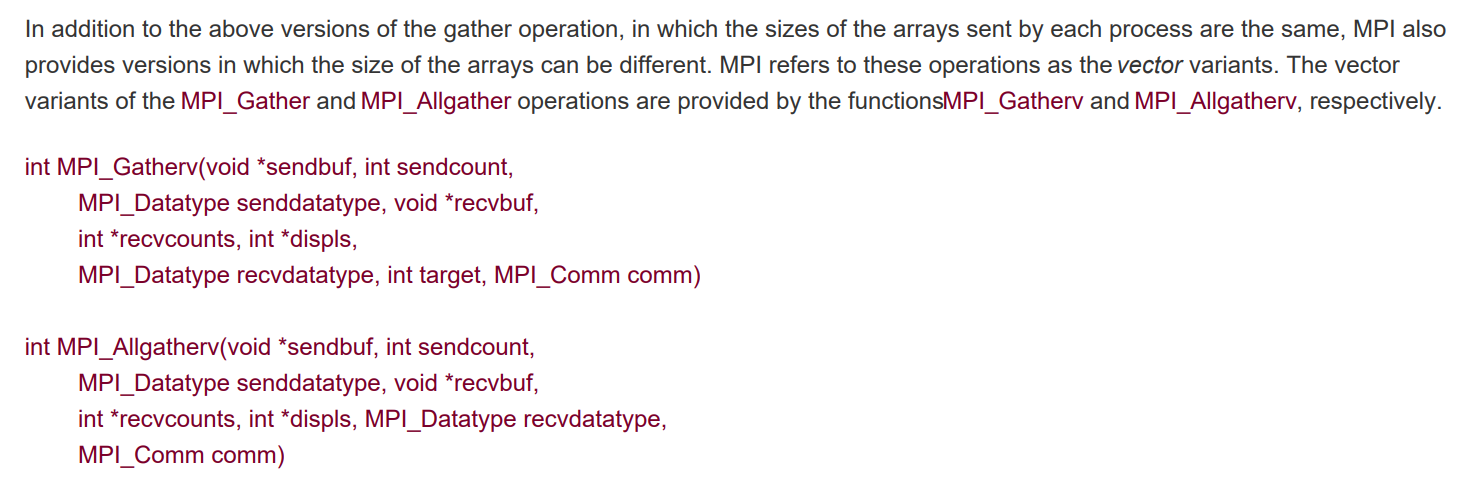 In addition to the above versions of the gather operation, in which the sizes of the arrays sent by each process are the same, MPI also
provides versions in which the size of the arrays can be different. MPI refers to these operations as the vector variants. The vector
variants of the MPI_Gather and MPI_Allgather operations are provided by the functionsMPI_Gatherv and MPI_Allgatherv, respectively.
int MPI_Gatherv(void *sendbuf, int sendcount,
MPI_Datatype senddatatype, void *recvbuf,
int *recvcounts, int *displs,
MPI_Datatype recvdatatype, int target, MPI_Comm comm)
int MPI_Allgatherv(void *sendbuf, int sendcount,
MPI_Datatype senddatatype, void *recvbuf,
int *recvcounts, int *displs, MPI_Datatype recvdatatype,
MPI_Comm comm)